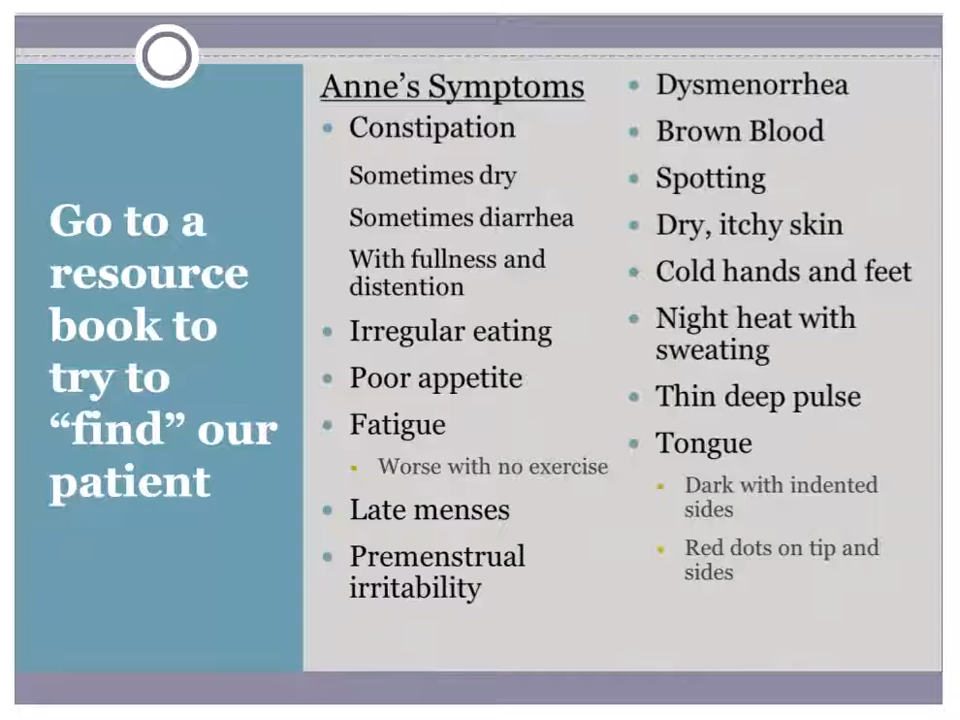 Go to a
resource
book to
try to
“find” our
patient
Anne’s Symptoms
Constipation
Sometimes dry
Sometimes diarrhea
With fullness and
distention
Irregular eating
Poor appetite
Fatigue
Worse with no exercise
Late menses
Premenstrual
irritability
Dysmenorrhea
Brown Blood
Spotting
Dry, itchy skin
Cold hands and feet
Night heat with
sweating
Thin deep pulse
Tongue
Dark with indented
sides
Red dots on tip and
sides